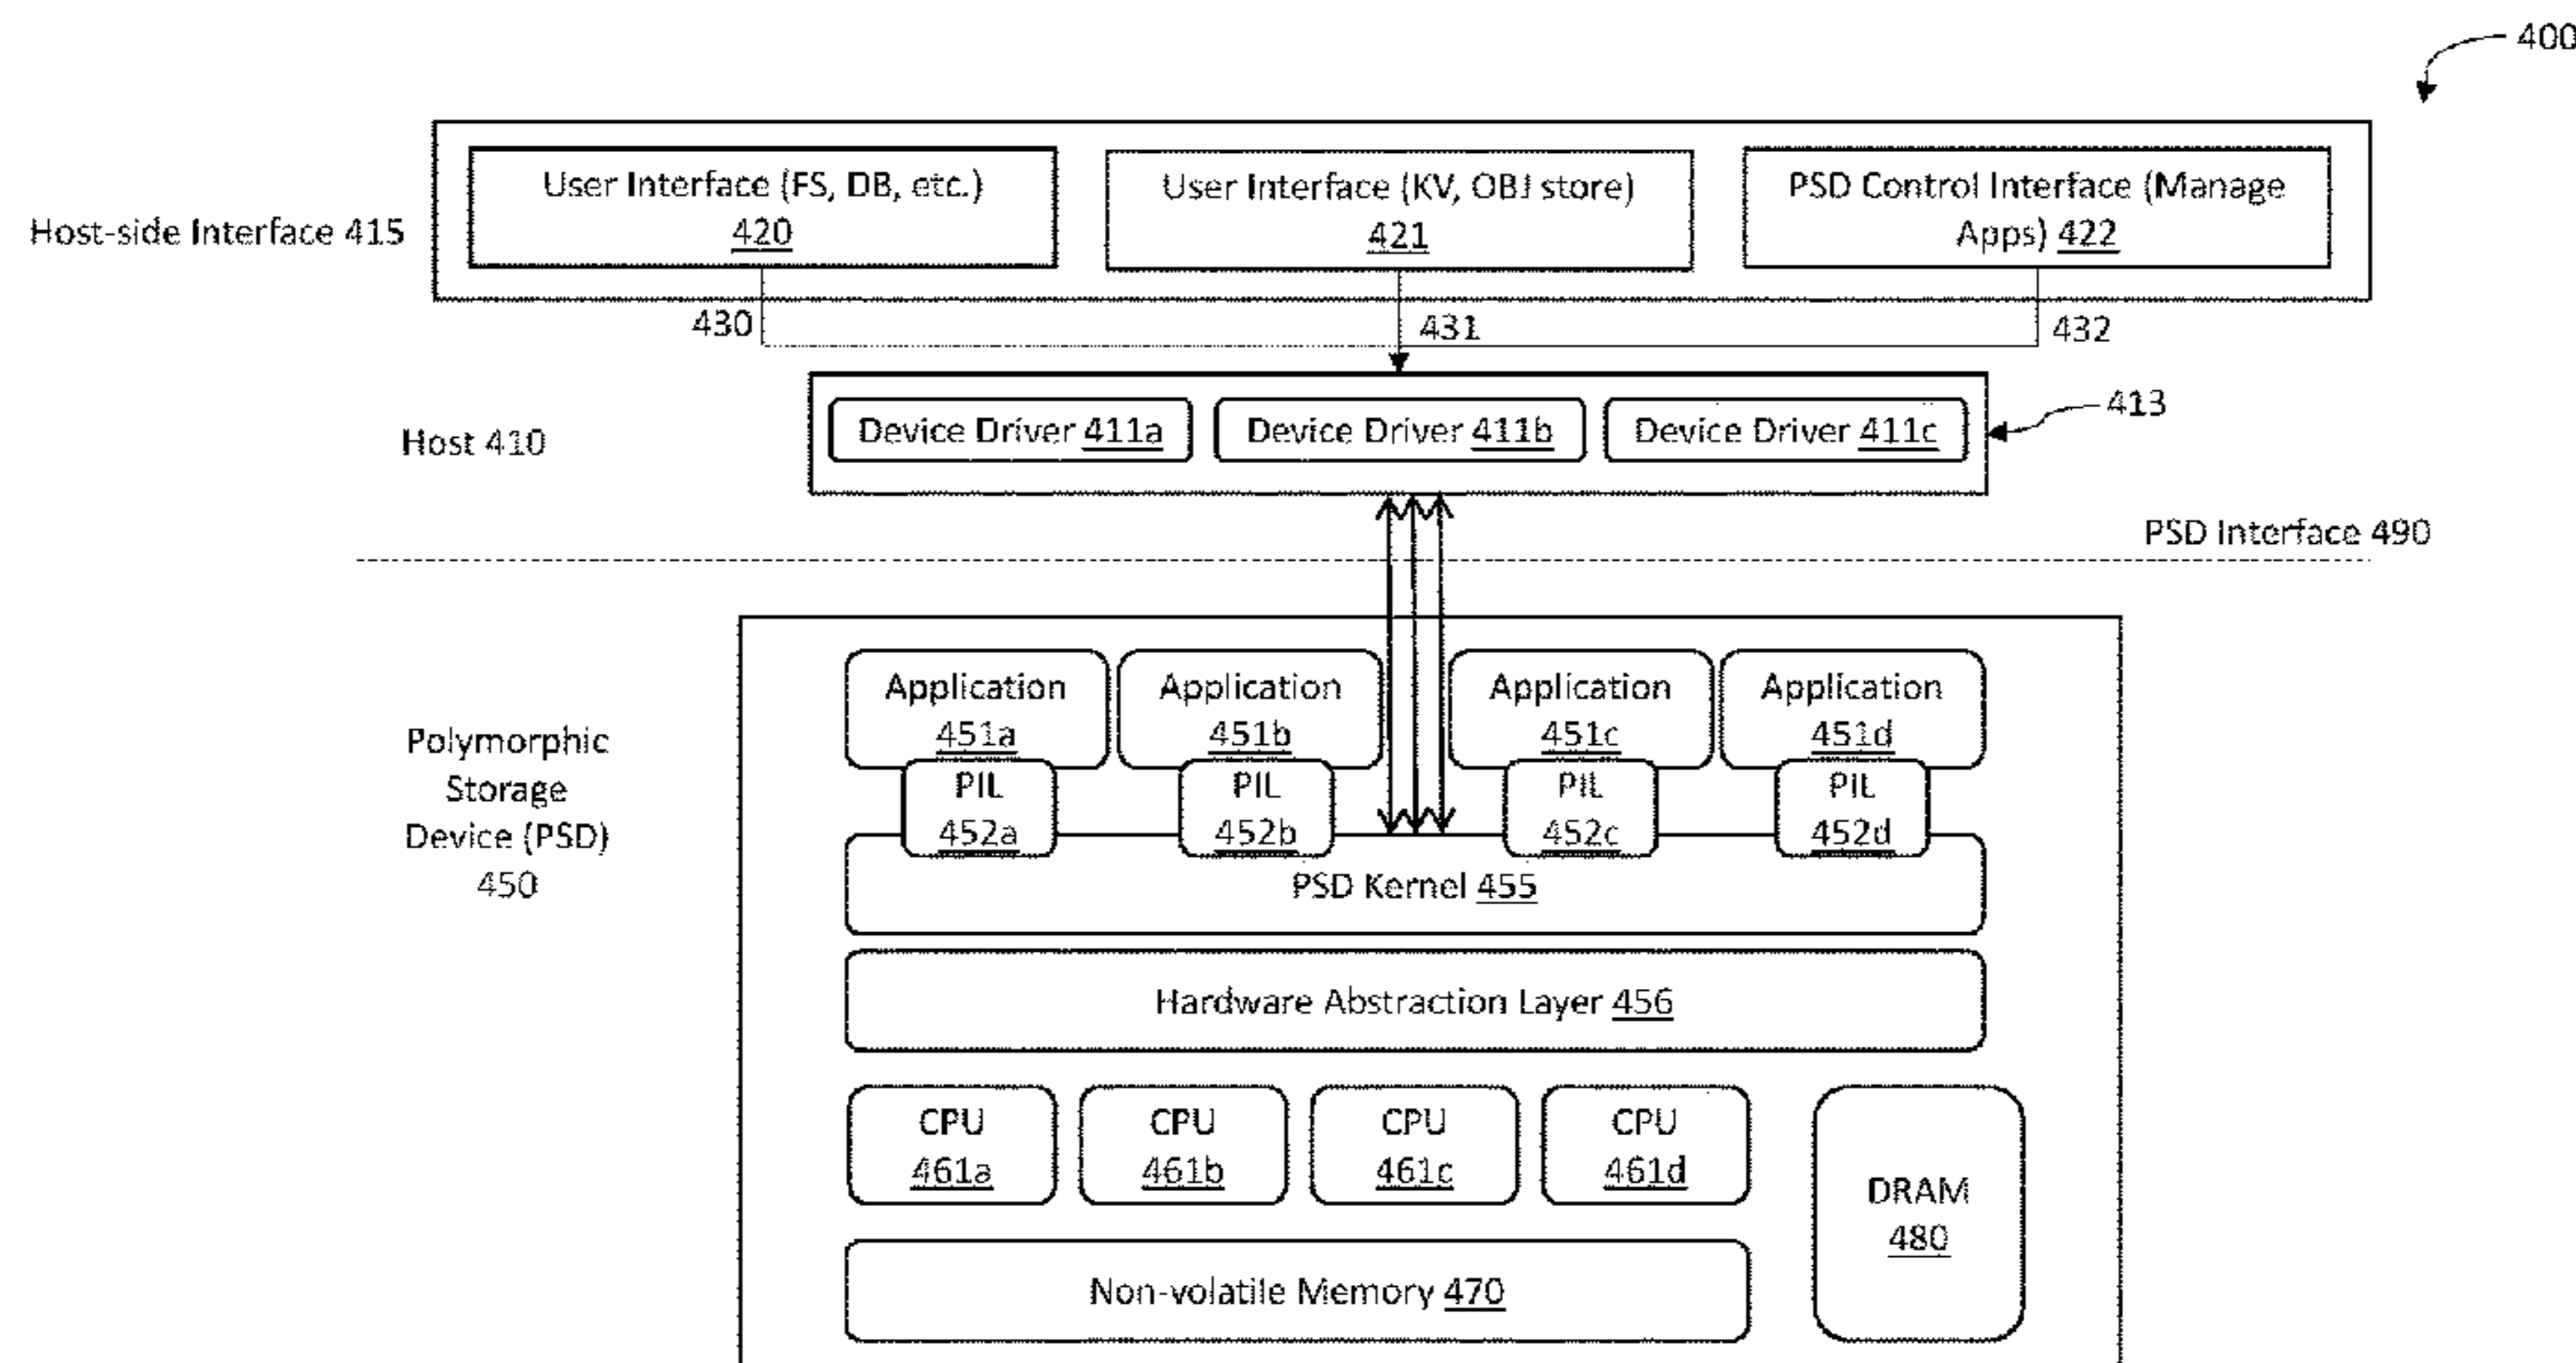 400
User Interface (FS, DB, etc.)
420
User Interface (KV, OBJ store)
421
PSD Control Interface (Manage
Apps) 422
Host-side Interface 415
430
431
432
413
Device Driver 411a
Device Driver 411b
Device Driver 411c
Host 410
PSD Interface 490
Application
451a
Application
451b
Application
451c
Application
451d
Polymorphic
Storage
Device (PSD)
450
PIL
452a
PIL
452b
PIL
452c
PIL
452d
PSD Kernel 455
Hardware Abstraction Layer 456
CPU
461a
CPU
461b
CPU
461c
CPU
461d
DRAM
480
Non-volatile Memory 470